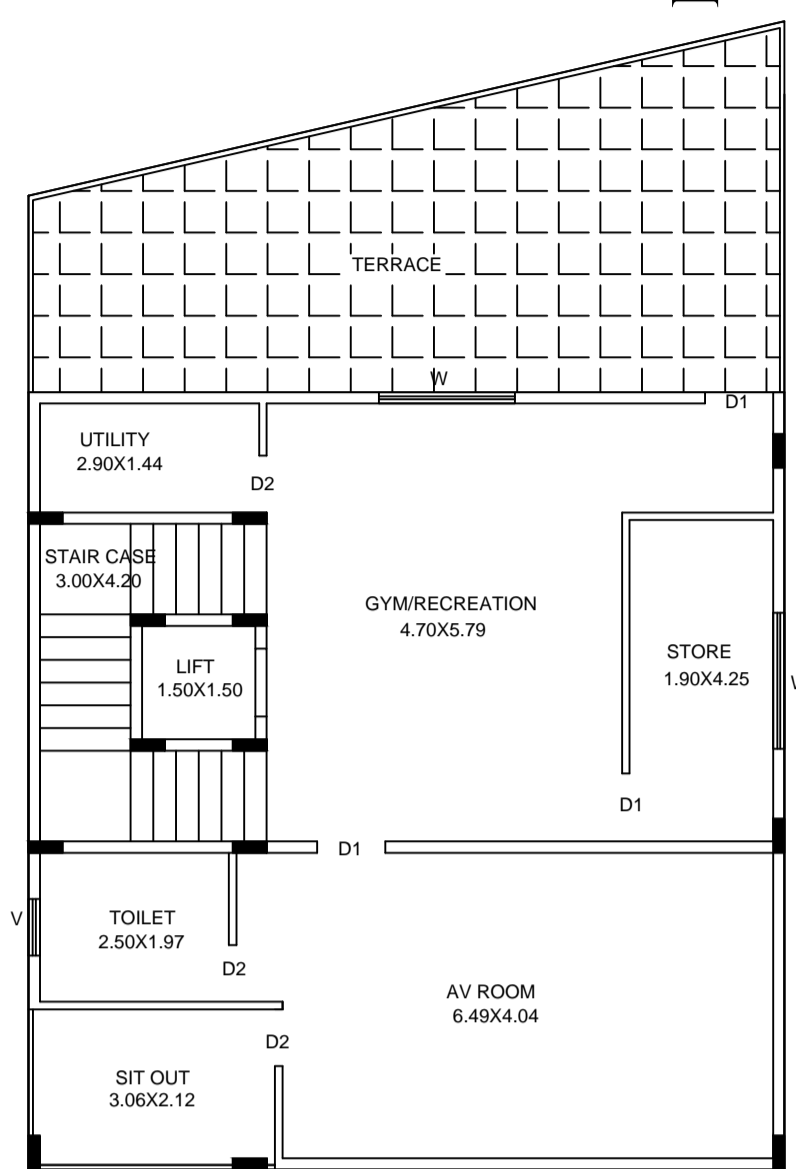 TERRACE
W
D1
UTILITY
2.90X1.44
D2
STAIR CASE
3.00X4.20
GYM/RECREATION
4.70X5.79
LIFT
1.50X1.50
STORE
1.90X4.25
D1
D1
V
TOILET
2.50X1.97
D2
AV ROOM
6.49X4.04
D2
SIT OUT
3.06X2.12